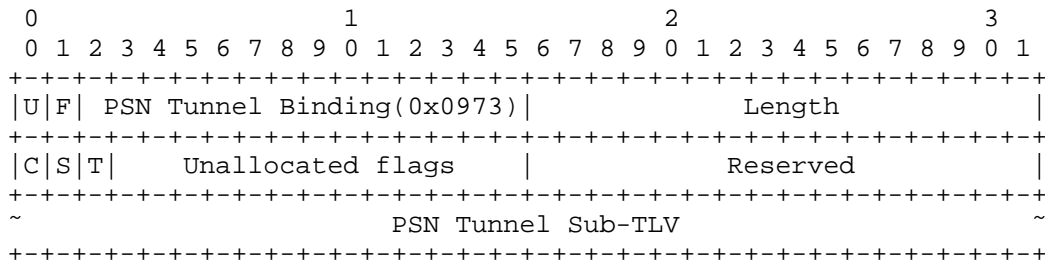 0                   1                   2                   3
 0 1 2 3 4 5 6 7 8 9 0 1 2 3 4 5 6 7 8 9 0 1 2 3 4 5 6 7 8 9 0 1
+-+-+-+-+-+-+-+-+-+-+-+-+-+-+-+-+-+-+-+-+-+-+-+-+-+-+-+-+-+-+-+-+
|U|F| PSN Tunnel Binding(0x0973)|             Length            |
+-+-+-+-+-+-+-+-+-+-+-+-+-+-+-+-+-+-+-+-+-+-+-+-+-+-+-+-+-+-+-+-+
|C|S|T|    Unallocated flags    |            Reserved           |
+-+-+-+-+-+-+-+-+-+-+-+-+-+-+-+-+-+-+-+-+-+-+-+-+-+-+-+-+-+-+-+-+
~                       PSN Tunnel Sub-TLV                      ~
+-+-+-+-+-+-+-+-+-+-+-+-+-+-+-+-+-+-+-+-+-+-+-+-+-+-+-+-+-+-+-+-+